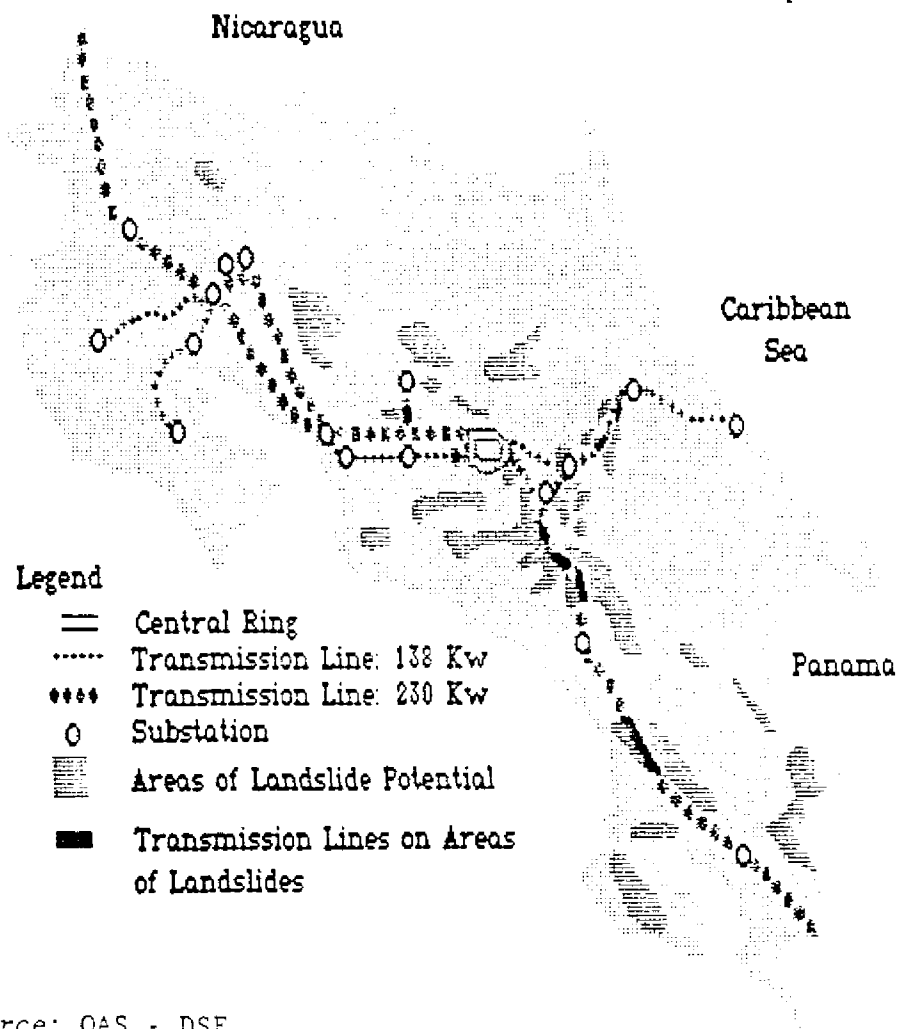 Nicaragua
Caribbean
Sea
Panama
Legend
Central Ring
Transmission Line: 138 Kw
Transmission Line: 230 Kw
Substation
Areas of Landslide Potential
Transmission Lines on Areas
of Landslides
rce: OAS - DSF